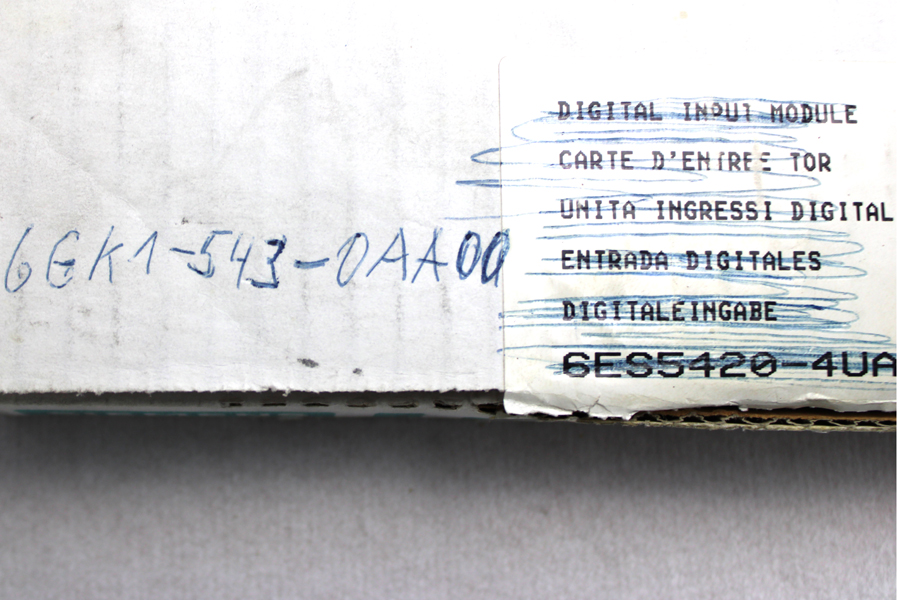 6GK1-543-0AA00
DIGITAL INPUT MODULE
CARTE D'ENTREE TOR
UNITA INGRESSI DIGITAL
ENTRADA DIGITALES
DIGITALEINGABE
6ES5420-4UA